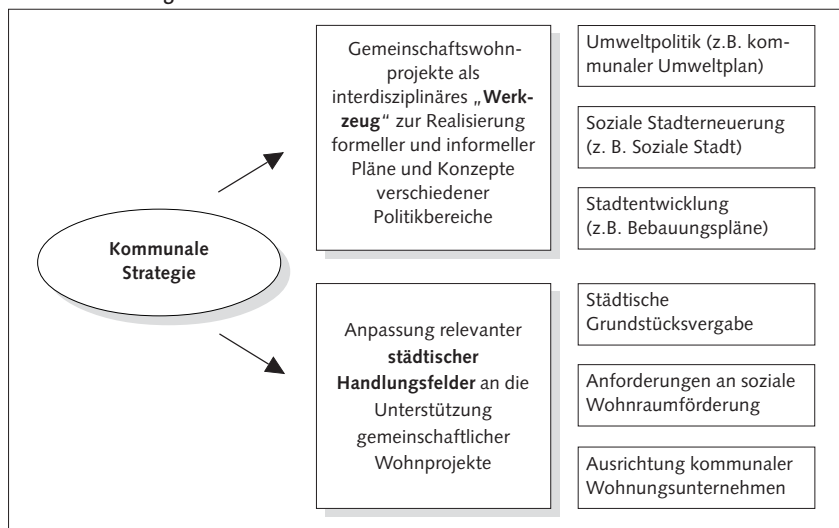 Kommunale
Strategie
Gemeinschaftswohn-
projekte als
interdisziplinäres „Werk-
zeug“ zur Realisierung
formeller und informeller
Pläne und Konzepte
verschiedener
Politikbereiche
Umweltpolitik (z.B. kom-
munaler Umweltplan)
Soziale Stadterneuerung
(z. B. Soziale Stadt)
Stadtentwicklung
(z.B. Bebauungspläne)
Anpassung relevanter
städtischer
Handlungsfelder an die
Unterstützung
gemeinschaftlicher
Wohnprojekte
Städtische
Grundstücksvergabe
Anforderungen an soziale
Wohnraumförderung
Ausrichtung kommunaler
Wohnungsunternehmen